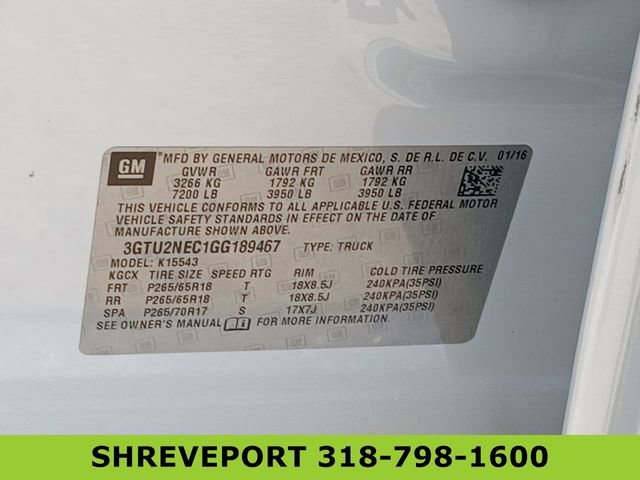 GM MFD BY GENERAL MOTORS DE MEXICO, S. DE R.L. DE C.V. 01/16
GVWR GAWR FRT GAWR RR
3266 KG 1792 KG 1792 KG
7200 LB 3950 LB 3950 LB
THIS VEHICLE CONFORMS TO ALL APPLICABLE U.S. FEDERAL MOTOR
VEHICLE SAFETY STANDARDS IN EFFECT ON THE DATE OF
MANUFACTURE SHOWN ABOVE.
3GTU2NEC1GG189467 TYPE: TRUCK
MODEL: K15543
KGCX TIRE SIZE SPEED RTG RIM COLD TIRE PRESSURE
FRT P265/65R18 T 18X8.5J 240KPA(35PSI)
RR P265/65R18 T 18X8.5J 240KPA(35PSI)
SPA P265/70R17 S 17X7J 240KPA(35PSI)
SEE OWNER'S MANUAL FOR MORE INFORMATION.
SHREVEPORT 318-798-1600